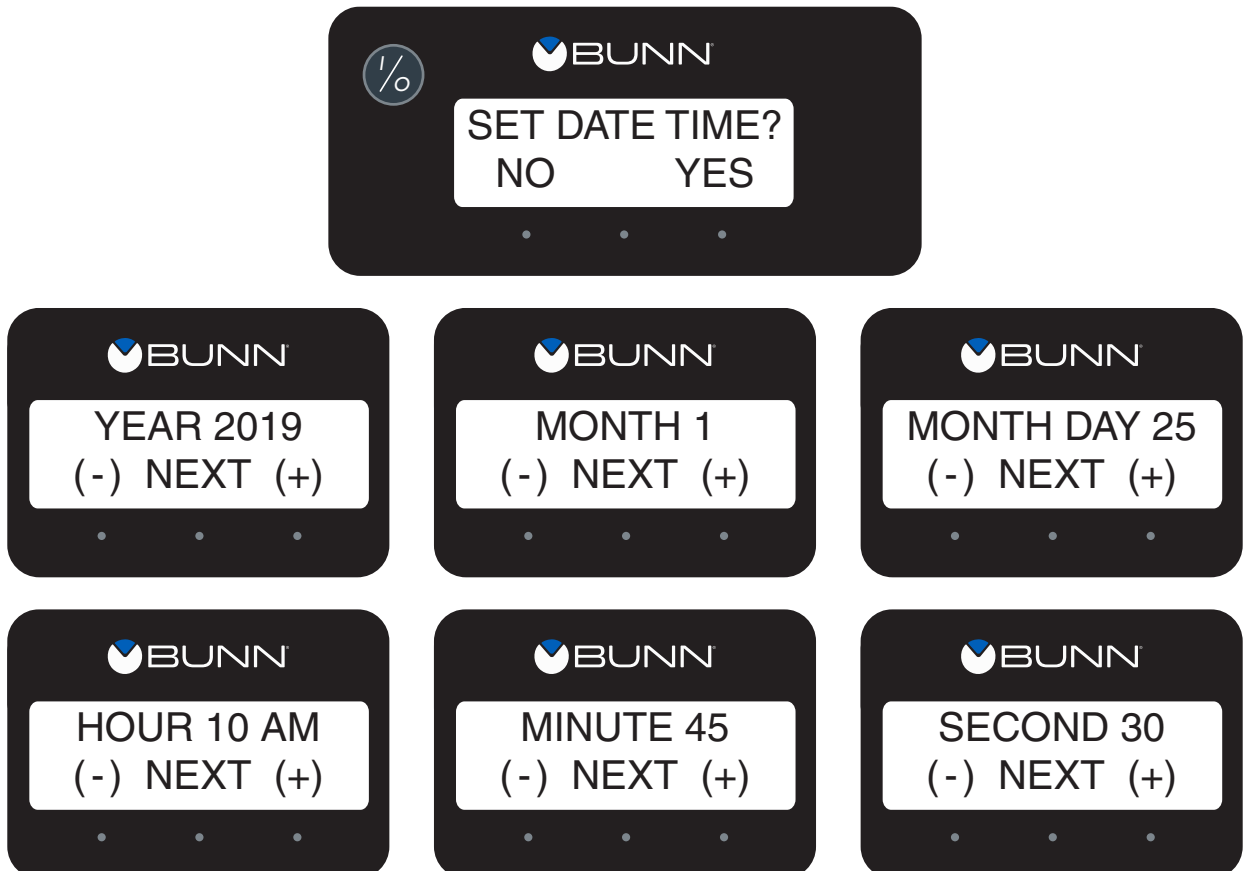 I/O
BUNN
SET DATE TIME?
NO YES
BUNN
YEAR 2019
(-) NEXT (+)
BUNN
MONTH 1
(-) NEXT (+)
BUNN
MONTH DAY 25
(-) NEXT (+)
BUNN
HOUR 10 AM
(-) NEXT (+)
BUNN
MINUTE 45
(-) NEXT (+)
BUNN
SECOND 30
(-) NEXT (+)